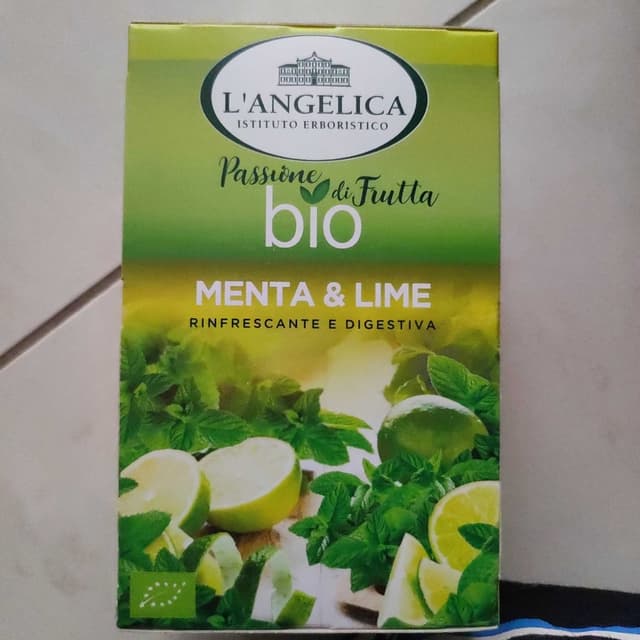 L'ANGELICA
ISTITUTO ERBORISTICO
Passione
di Frutta
bio
MENTA & LIME
RINFRESCANTE E DIGESTIVA